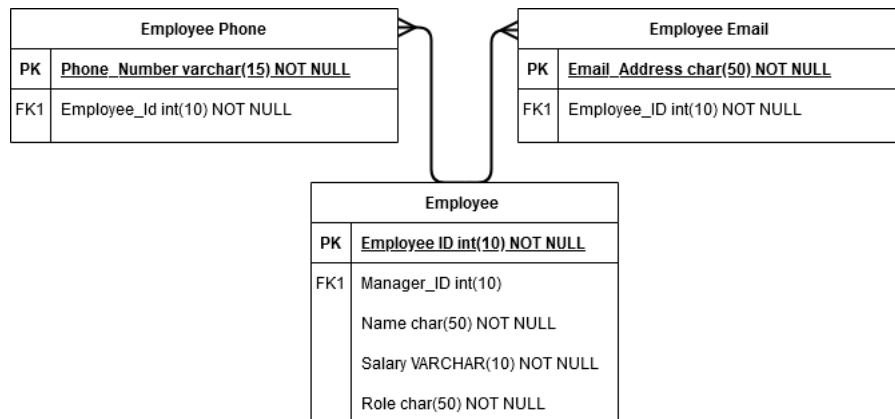 Employee Phone
PK Phone_Number varchar(15) NOT NULL
FK1 Employee_Id int(10) NOT NULL
Employee Email
PK Email_Address char(50) NOT NULL
FK1 Employee_ID int(10) NOT NULL
Employee
PK Employee ID int(10) NOT NULL
FK1 Manager_ID int(10)
Name char(50) NOT NULL
Salary VARCHAR(10) NOT NULL
Role char(50) NOT NULL